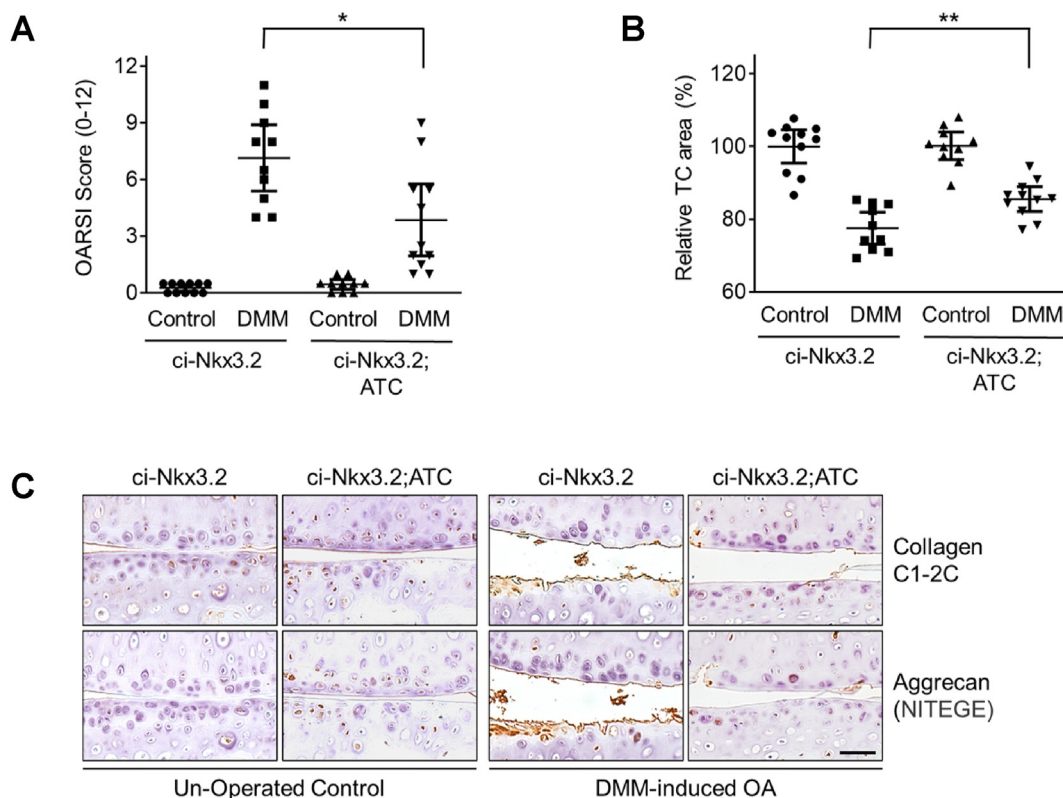 A
*
OARSI Score (0-12)
12
9
6
3
0
Control DMM Control DMM
ci-Nkx3.2 ci-Nkx3.2;
ATC
B
**
Relative TC area (%)
120
100
80
60
Control DMM Control DMM
ci-Nkx3.2 ci-Nkx3.2;
ATC
C
ci-Nkx3.2 ci-Nkx3.2;ATC ci-Nkx3.2 ci-Nkx3.2;ATC
Collagen
C1-2C
Aggrecan
(NITEGE)
Un-Operated Control DMM-induced OA